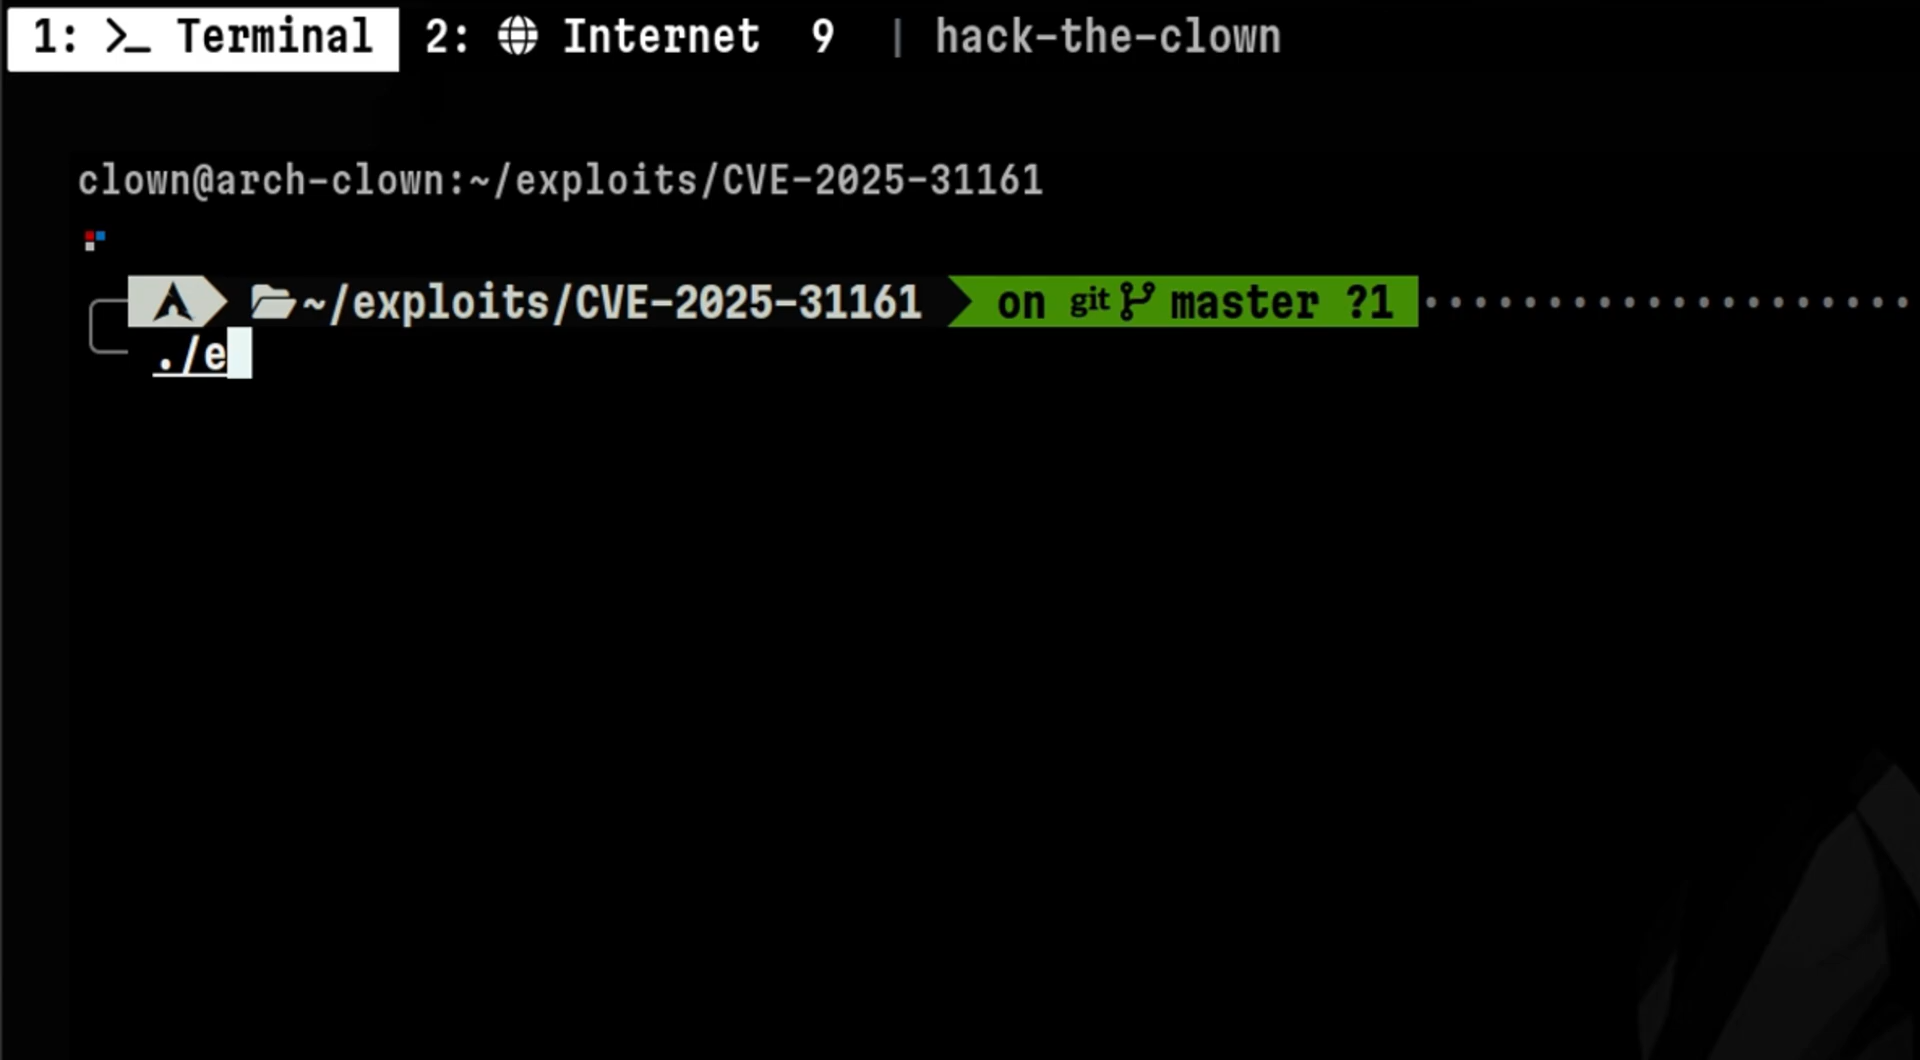 1: >_ Terminal 2: Internet 9 | hack-the-clown
clown@arch-clown:~/exploits/CVE-2025-31161
~/exploits/CVE-2025-31161 on git master ?1
./e